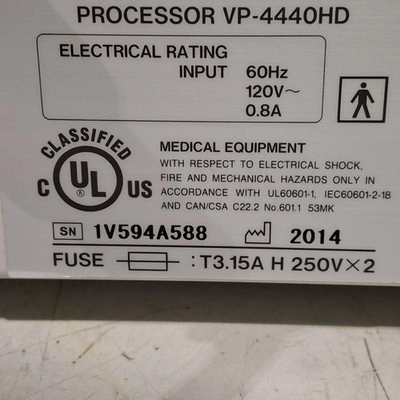 PROCESSOR VP-4440HD
ELECTRICAL RATING
INPUT 60Hz
120V~
0.8A
CLASSIFIED
C UL ® US
MEDICAL EQUIPMENT
WITH RESPECT TO ELECTRICAL SHOCK,
FIRE AND MECHANICAL HAZARDS ONLY IN
ACCORDANCE WITH UL60601-1, IEC60601-2-18
AND CAN/CSA C22.2 No.601.1 53MK
SN 1V594A588 2014
FUSE : T3.15A H 250V×2